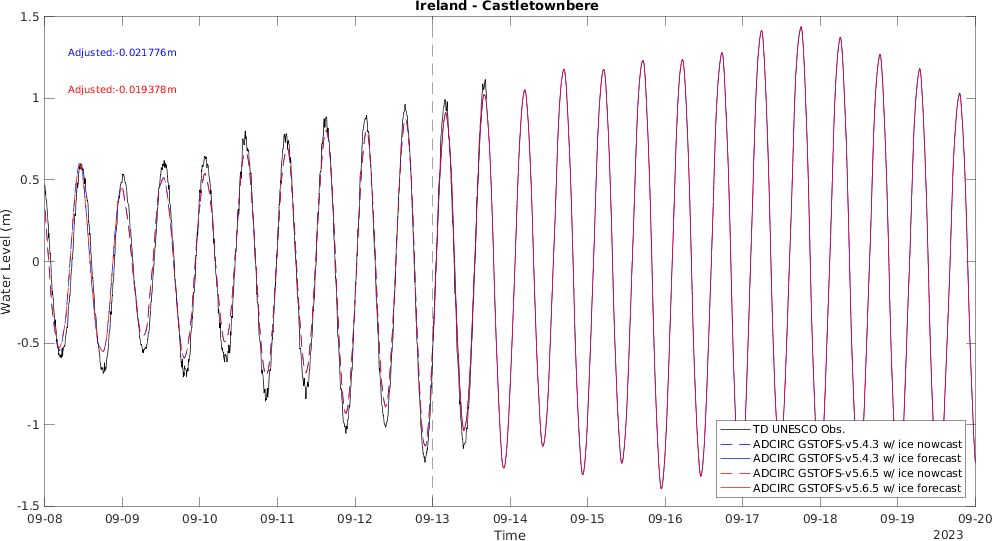 Ireland - Castletownbere
1.5
Adjusted:-0.021776m
Adjusted:-0.019378m
1
0.5
0
-0.5
-1
-1.5
Water Level (m)
TD UNESCO Obs.
ADCIRC GSTOFS-v5.4.3 w/ ice nowcast
ADCIRC GSTOFS-v5.4.3 w/ ice forecast
ADCIRC GSTOFS-v5.6.5 w/ ice nowcast
ADCIRC GSTOFS-v5.6.5 w/ ice forecast
09-08 09-09 09-10 09-11 09-12 09-13 09-14 09-15 09-16 09-17 09-18 09-19 09-20
Time
2023